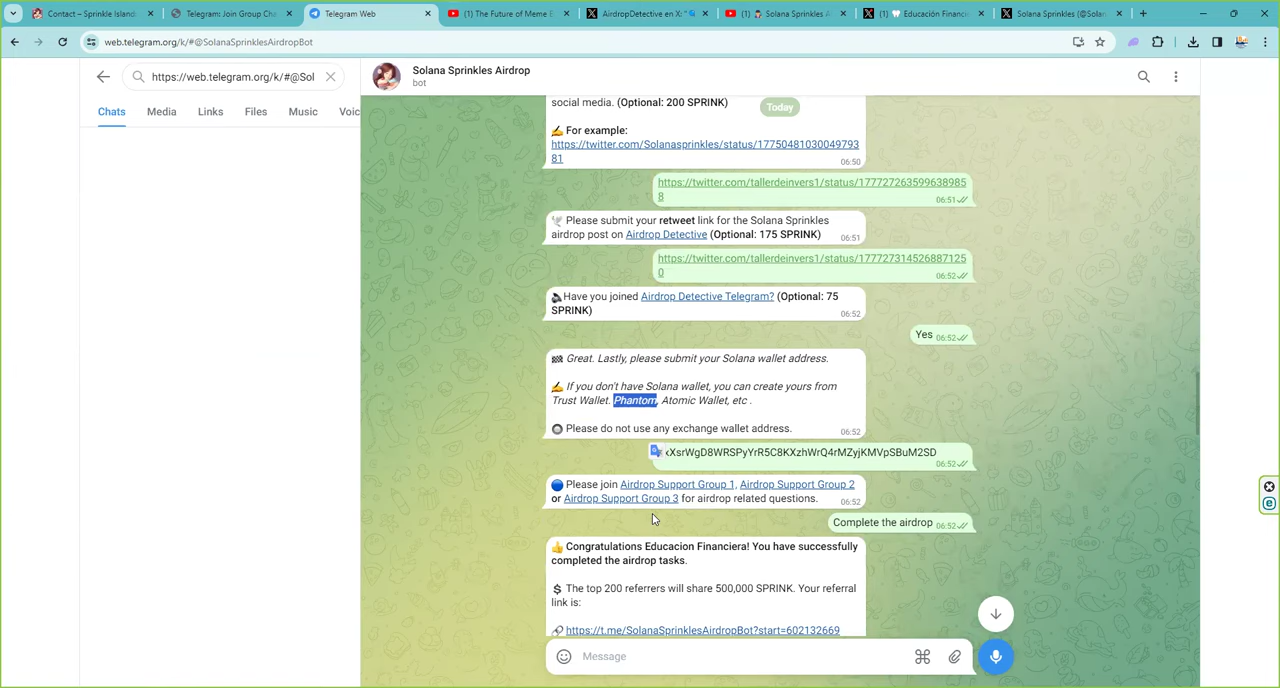 Contact – Sprinkle Island
Telegram: Join Group Cha
Telegram Web
(1) The Future of Meme E
AirdropDetective en X: "
(1) Solana Sprinkles A
(1) Educación Financi
Solana Sprinkles (@Solan
web.telegram.org/k/#@SolanaSprinklesAirdropBot
https://web.telegram.org/k/#@Sol
Chats Media Links Files Music Voic
Solana Sprinkles Airdrop
bot
social media. (Optional: 200 SPRINK)
Today
✍ For example:
https://twitter.com/Solanasprinkles/status/17750481030049793
81
06:50
https://twitter.com/tallerdeinvers1/status/177727263599638985
8
06:51
🕊 Please submit your retweet link for the Solana Sprinkles
airdrop post on Airdrop Detective (Optional: 175 SPRINK)
06:51
https://twitter.com/tallerdeinvers1/status/177727314526887125
0
06:52
🔊Have you joined Airdrop Detective Telegram? (Optional: 75
SPRINK)
06:52
Yes 06:52
🏁 Great. Lastly, please submit your Solana wallet address.
✍ If you don't have Solana wallet, you can create yours from
Trust Wallet. Phantom, Atomic Wallet, etc .
🔘 Please do not use any exchange wallet address.
06:52
XsrWgD8WRSPyYrR5C8KXzhWrQ4rMZyjKMVpSBuM2SD
06:52
🔵 Please join Airdrop Support Group 1, Airdrop Support Group 2
or Airdrop Support Group 3 for airdrop related questions.
06:52
Complete the airdrop 06:52
👍 Congratulations Educacion Financiera! You have successfully
completed the airdrop tasks.
💲 The top 200 referrers will share 500,000 SPRINK. Your referral
link is:
🔗 https://t.me/SolanaSprinklesAirdropBot?start=602132669
Message